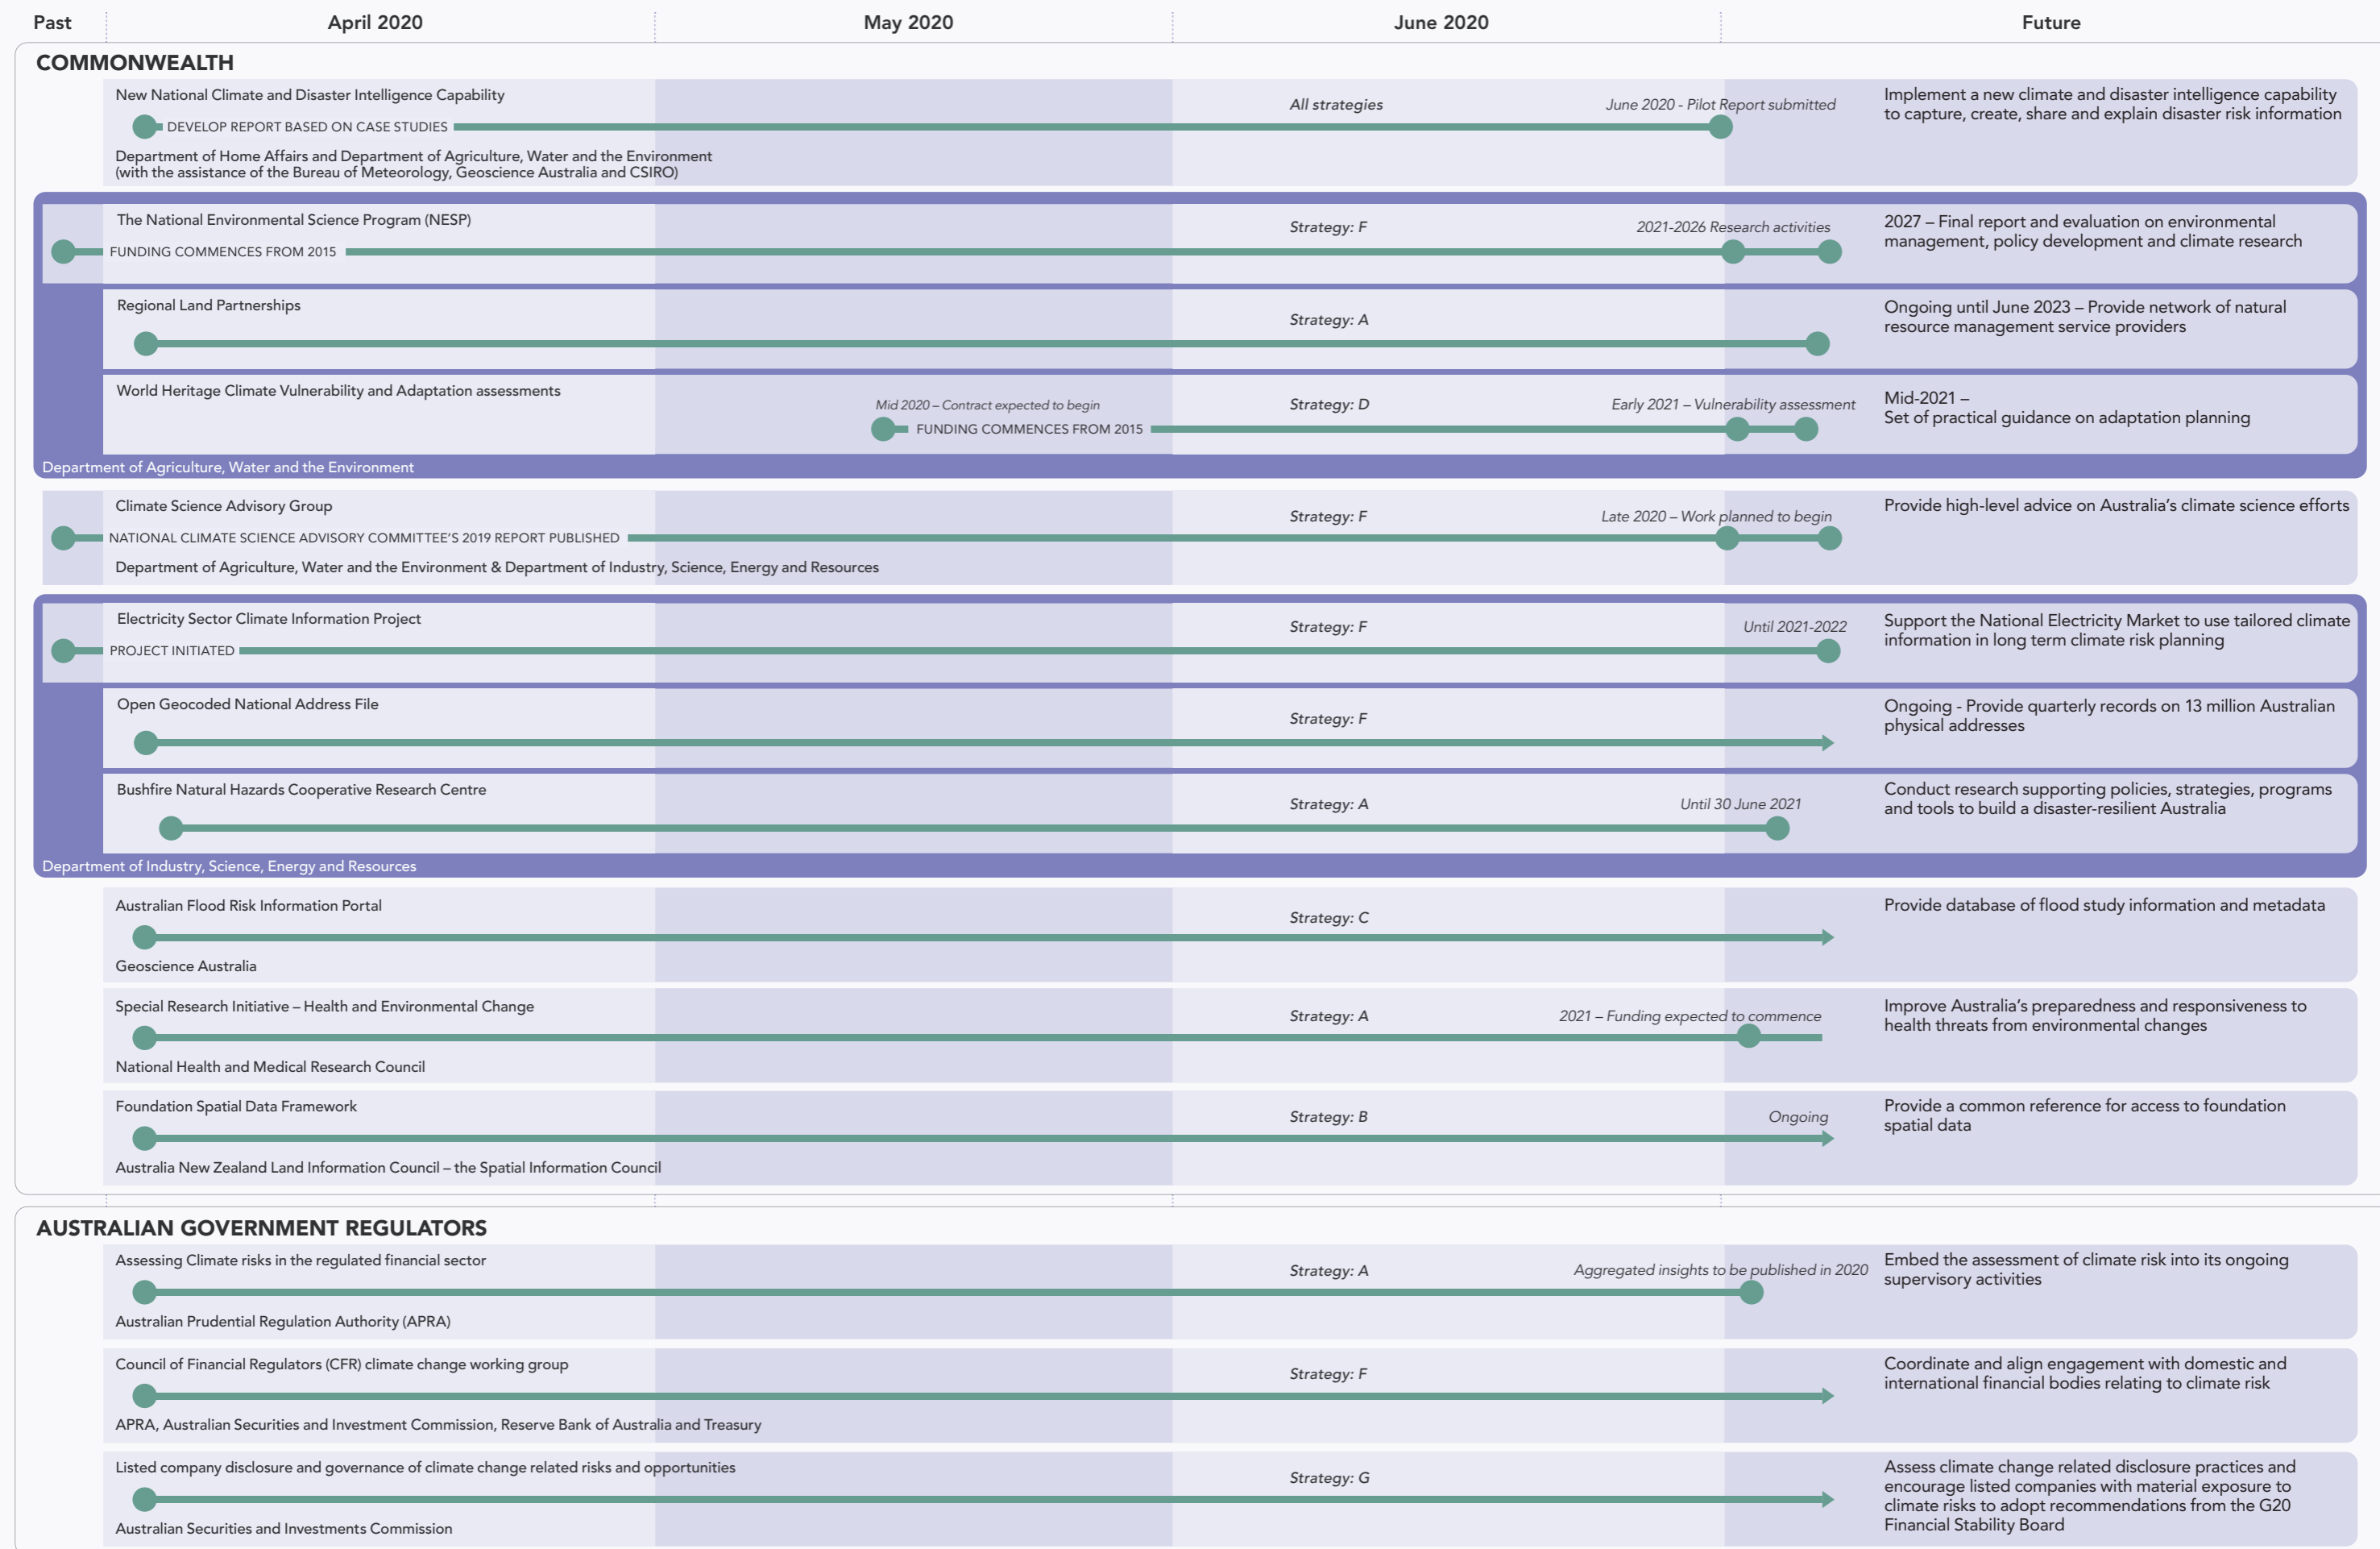 Past
April 2020
May 2020
June 2020
Future
COMMONWEALTH
New National Climate and Disaster Intelligence Capability
DEVELOP REPORT BASED ON CASE STUDIES
All strategies
June 2020 - Pilot Report submitted
Department of Home Affairs and Department of Agriculture, Water and the Environment
(with the assistance of the Bureau of Meteorology, Geoscience Australia and CSIRO)
Implement a new climate and disaster intelligence capability
to capture, create, share and explain disaster risk information
The National Environmental Science Program (NESP)
FUNDING COMMENCES FROM 2015
Strategy: F
2021-2026 Research activities
2027 – Final report and evaluation on environmental
management, policy development and climate research
Regional Land Partnerships
Strategy: A
Ongoing until June 2023 – Provide network of natural
resource management service providers
World Heritage Climate Vulnerability and Adaptation assessments
Mid 2020 – Contract expected to begin
FUNDING COMMENCES FROM 2015
Strategy: D
Early 2021 – Vulnerability assessment
Mid-2021 –
Set of practical guidance on adaptation planning
Department of Agriculture, Water and the Environment
Climate Science Advisory Group
NATIONAL CLIMATE SCIENCE ADVISORY COMMITTEE'S 2019 REPORT PUBLISHED
Strategy: F
Late 2020 – Work planned to begin
Department of Agriculture, Water and the Environment & Department of Industry, Science, Energy and Resources
Provide high-level advice on Australia's climate science efforts
Electricity Sector Climate Information Project
PROJECT INITIATED
Strategy: F
Until 2021-2022
Support the National Electricity Market to use tailored climate
information in long term climate risk planning
Open Geocoded National Address File
Strategy: F
Ongoing - Provide quarterly records on 13 million Australian
physical addresses
Bushfire Natural Hazards Cooperative Research Centre
Strategy: A
Until 30 June 2021
Conduct research supporting policies, strategies, programs
and tools to build a disaster-resilient Australia
Department of Industry, Science, Energy and Resources
Australian Flood Risk Information Portal
Strategy: C
Geoscience Australia
Provide database of flood study information and metadata
Special Research Initiative – Health and Environmental Change
Strategy: A
2021 – Funding expected to commence
National Health and Medical Research Council
Improve Australia's preparedness and responsiveness to
health threats from environmental changes
Foundation Spatial Data Framework
Strategy: B
Ongoing
Australia New Zealand Land Information Council – the Spatial Information Council
Provide a common reference for access to foundation
spatial data
AUSTRALIAN GOVERNMENT REGULATORS
Assessing Climate risks in the regulated financial sector
Strategy: A
Aggregated insights to be published in 2020
Australian Prudential Regulation Authority (APRA)
Embed the assessment of climate risk into its ongoing
supervisory activities
Council of Financial Regulators (CFR) climate change working group
Strategy: F
APRA, Australian Securities and Investment Commission, Reserve Bank of Australia and Treasury
Coordinate and align engagement with domestic and
international financial bodies relating to climate risk
Listed company disclosure and governance of climate change related risks and opportunities
Strategy: G
Australian Securities and Investments Commission
Assess climate change related disclosure practices and
encourage listed companies with material exposure to
climate risks to adopt recommendations from the G20
Financial Stability Board